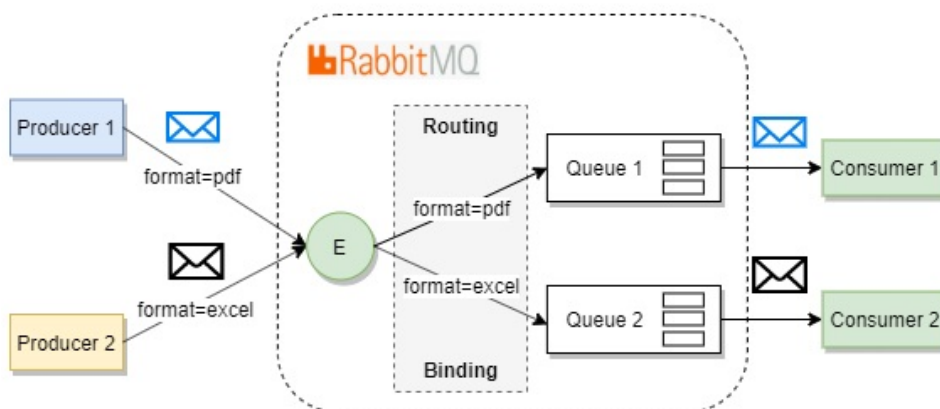 RabbitMQ
Producer 1
format=pdf
Producer 2
format=excel
E
Routing
format=pdf
format=excel
Binding
Queue 1
Queue 2
Consumer 1
Consumer 2